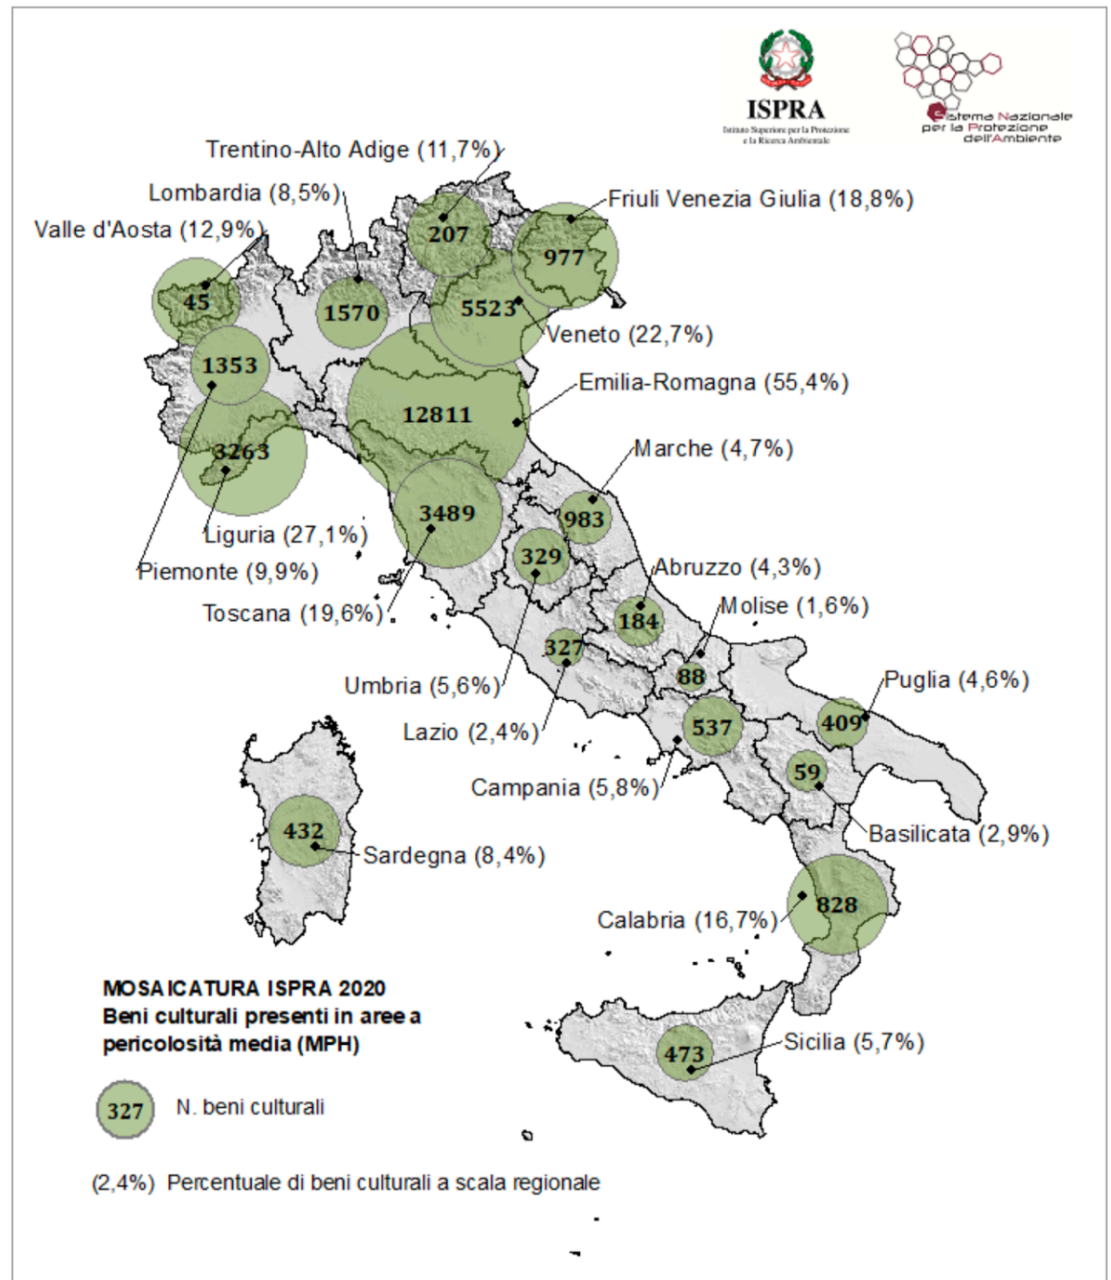 ISPRA
Istituto Superiore per la Protezione
e la Ricerca Ambientale
Sistema Nazionale
per la Protezione
dell'Ambiente
Trentino-Alto Adige (11,7%)
Lombardia (8,5%)
Friuli Venezia Giulia (18,8%)
Valle d'Aosta (12,9%)
207
977
45
1570
5523
Veneto (22,7%)
1353
Emilia-Romagna (55,4%)
12811
3263
Marche (4,7%)
3489
983
Liguria (27,1%)
329
Piemonte (9,9%)
Abruzzo (4,3%)
Toscana (19,6%)
Molise (1,6%)
184
327
88
Umbria (5,6%)
Puglia (4,6%)
Lazio (2,4%)
537
409
59
Campania (5,8%)
432
Basilicata (2,9%)
Sardegna (8,4%)
828
Calabria (16,7%)
MOSAICATURA ISPRA 2020
Beni culturali presenti in aree a
pericolosità media (MPH)
473
Sicilia (5,7%)
327
N. beni culturali
(2,4%) Percentuale di beni culturali a scala regionale